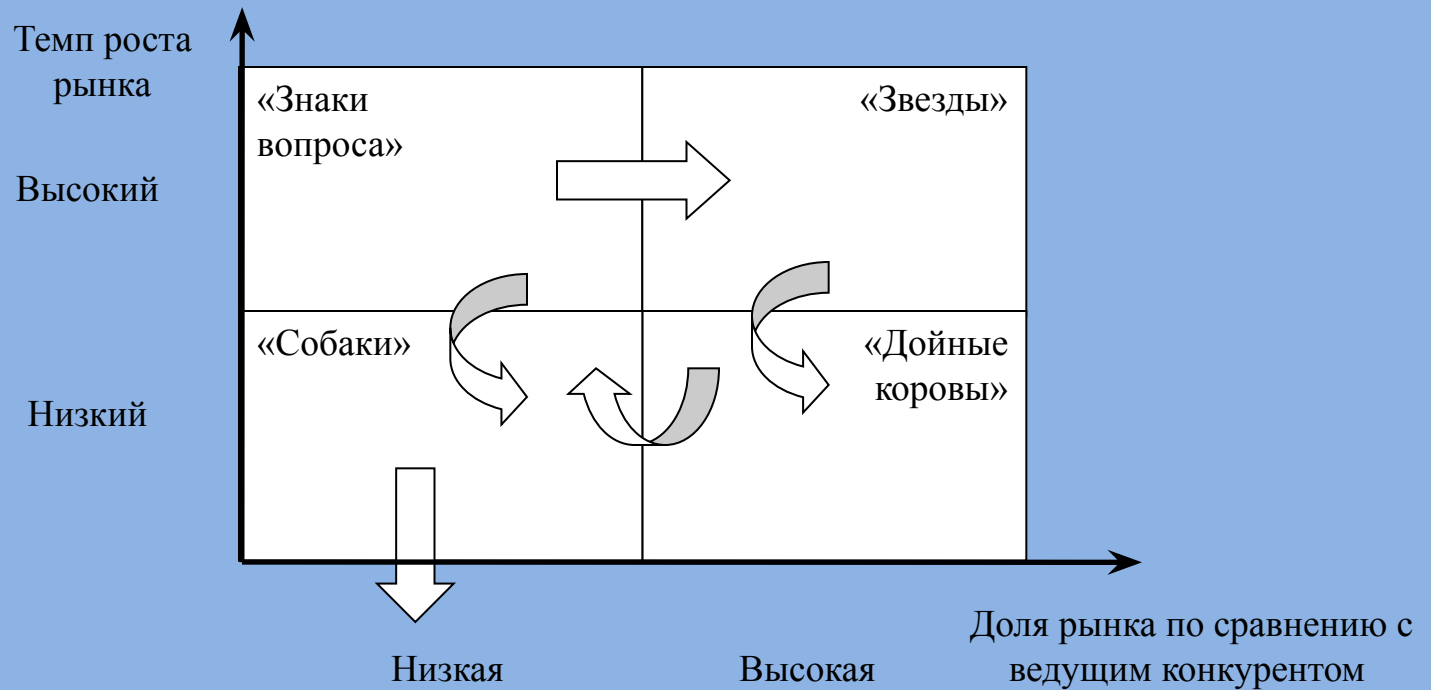 Темп роста
рынка
«Знаки
вопроса»
«Звезды»
Высокий
«Собаки»
«Дойные
коровы»
Низкий
Доля рынка по сравнению с
ведущим конкурентом
Низкая
Высокая